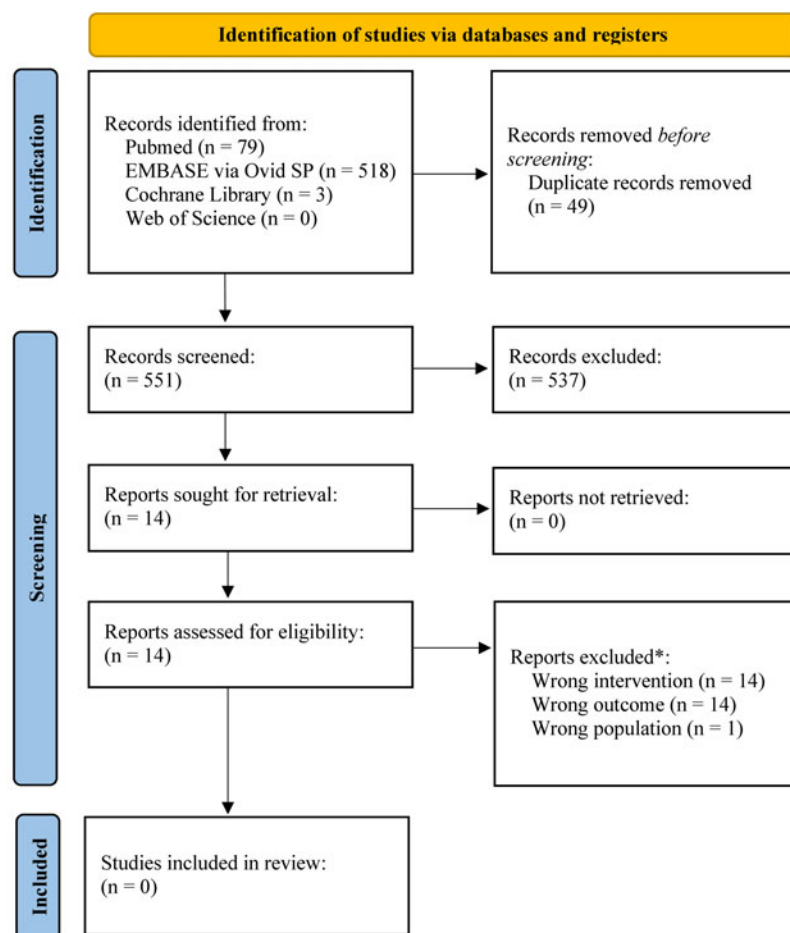 Identification of studies via databases and registers
Identification
Records identified from:
Pubmed (n = 79)
EMBASE via Ovid SP (n = 518)
Cochrane Library (n = 3)
Web of Science (n = 0)
Records removed before
screening:
Duplicate records removed
(n = 49)
Screening
Records screened:
(n = 551)
Records excluded:
(n = 537)
Reports sought for retrieval:
(n = 14)
Reports not retrieved:
(n = 0)
Reports assessed for eligibility:
(n = 14)
Reports excluded*:
Wrong intervention (n = 14)
Wrong outcome (n = 14)
Wrong population (n = 1)
Included
Studies included in review:
(n = 0)